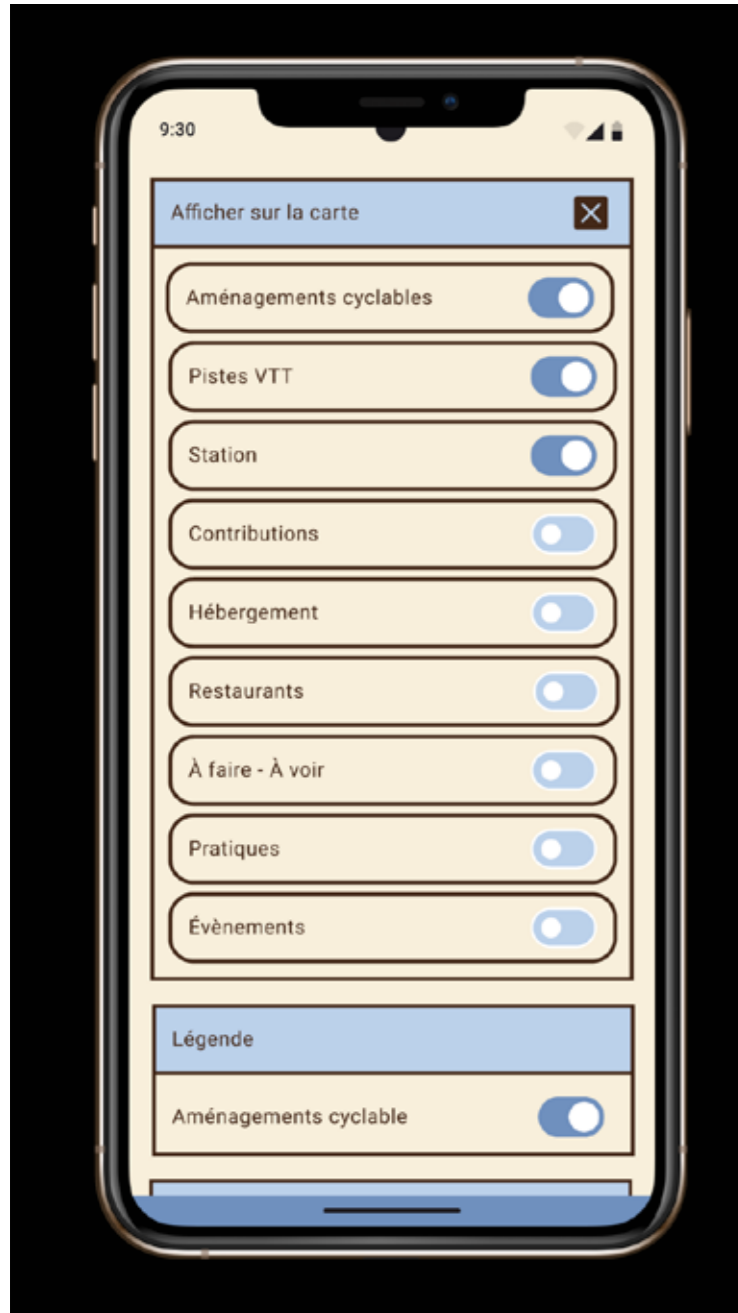 9:30
Afficher sur la carte
Aménagements cyclables
Pistes VTT
Station
Contributions
Hébergement
Restaurants
À faire - À voir
Pratiques
Évènements
Légende
Aménagements cyclable